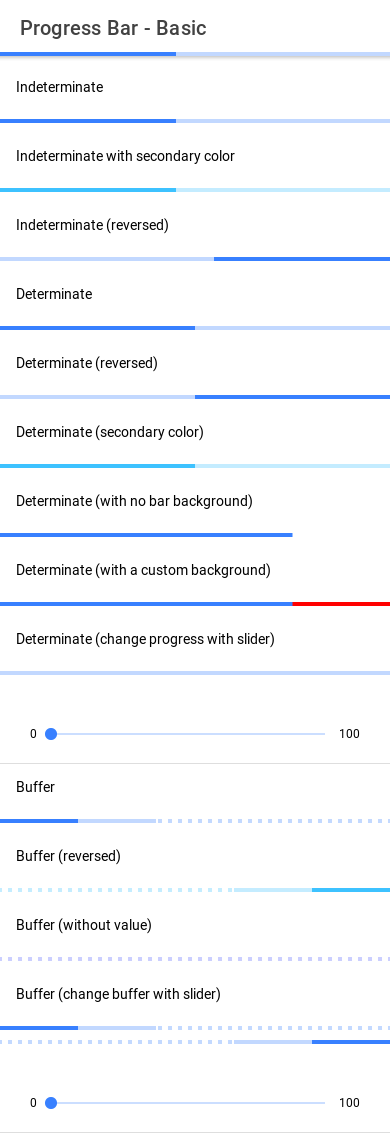 Progress Bar - Basic
Indeterminate
Indeterminate with secondary color
Indeterminate (reversed)
Determinate
Determinate (reversed)
Determinate (secondary color)
Determinate (with no bar background)
Determinate (with a custom background)
Determinate (change progress with slider)
0 100
Buffer
Buffer (reversed)
Buffer (without value)
Buffer (change buffer with slider)
0 100